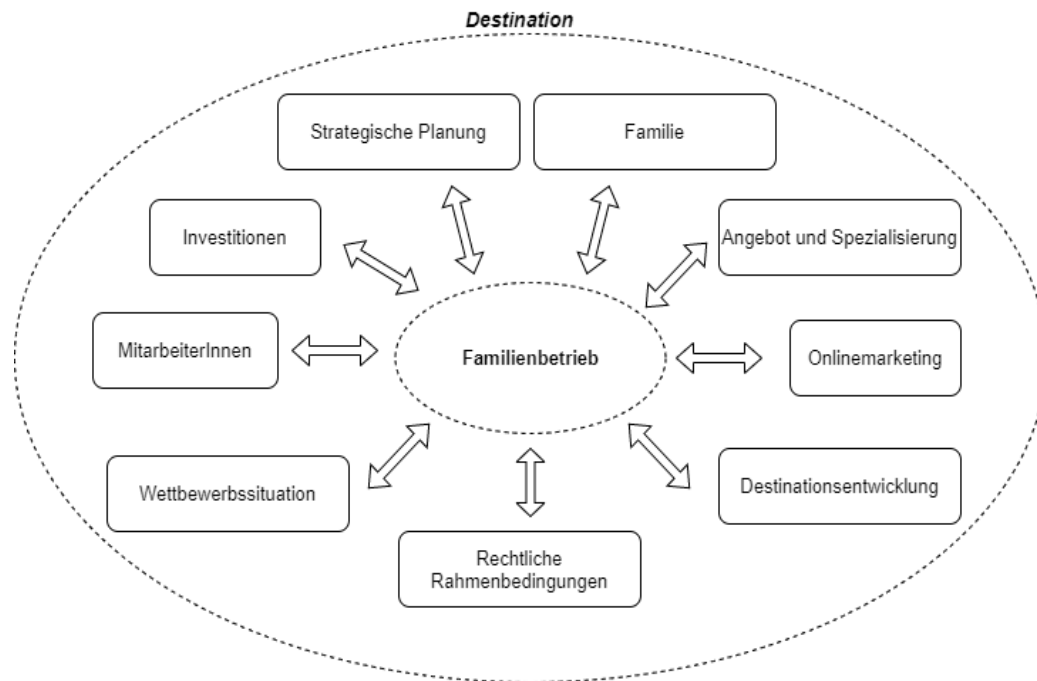 Destination
Strategische Planung
Familie
Investitionen
Angebot und Spezialisierung
MitarbeiterInnen
Familienbetrieb
Onlinemarketing
Wettbewerbssituation
Destinationsentwicklung
Rechtliche
Rahmenbedingungen